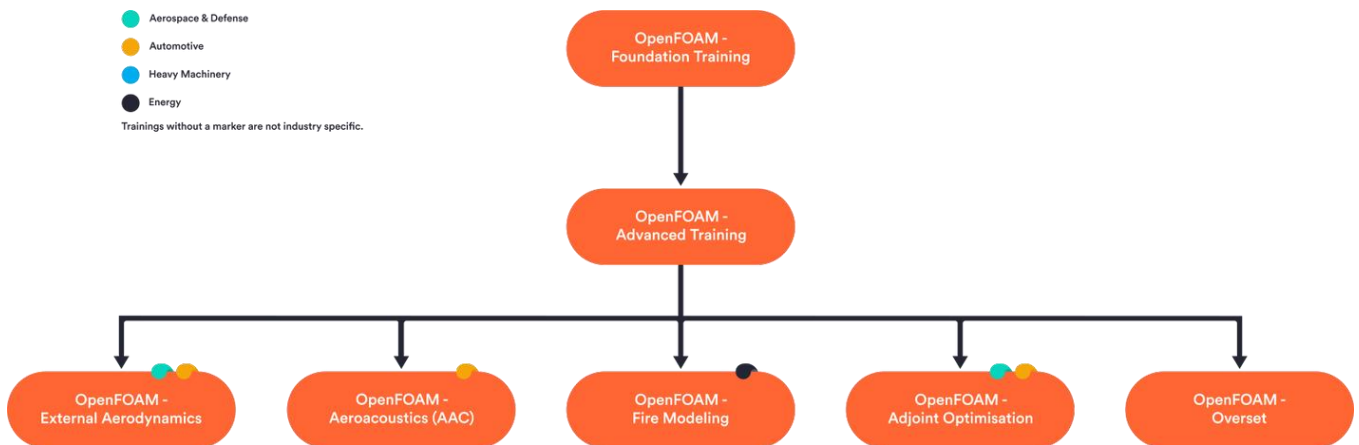 Aerospace & Defense
Automotive
Heavy Machinery
Energy
Trainings without a marker are not industry specific.
OpenFOAM -
Foundation Training
OpenFOAM -
Advanced Training
OpenFOAM -
External Aerodynamics
OpenFOAM -
Aeroacoustics (AAC)
OpenFOAM -
Fire Modeling
OpenFOAM -
Adjoint Optimisation
OpenFOAM -
Overset